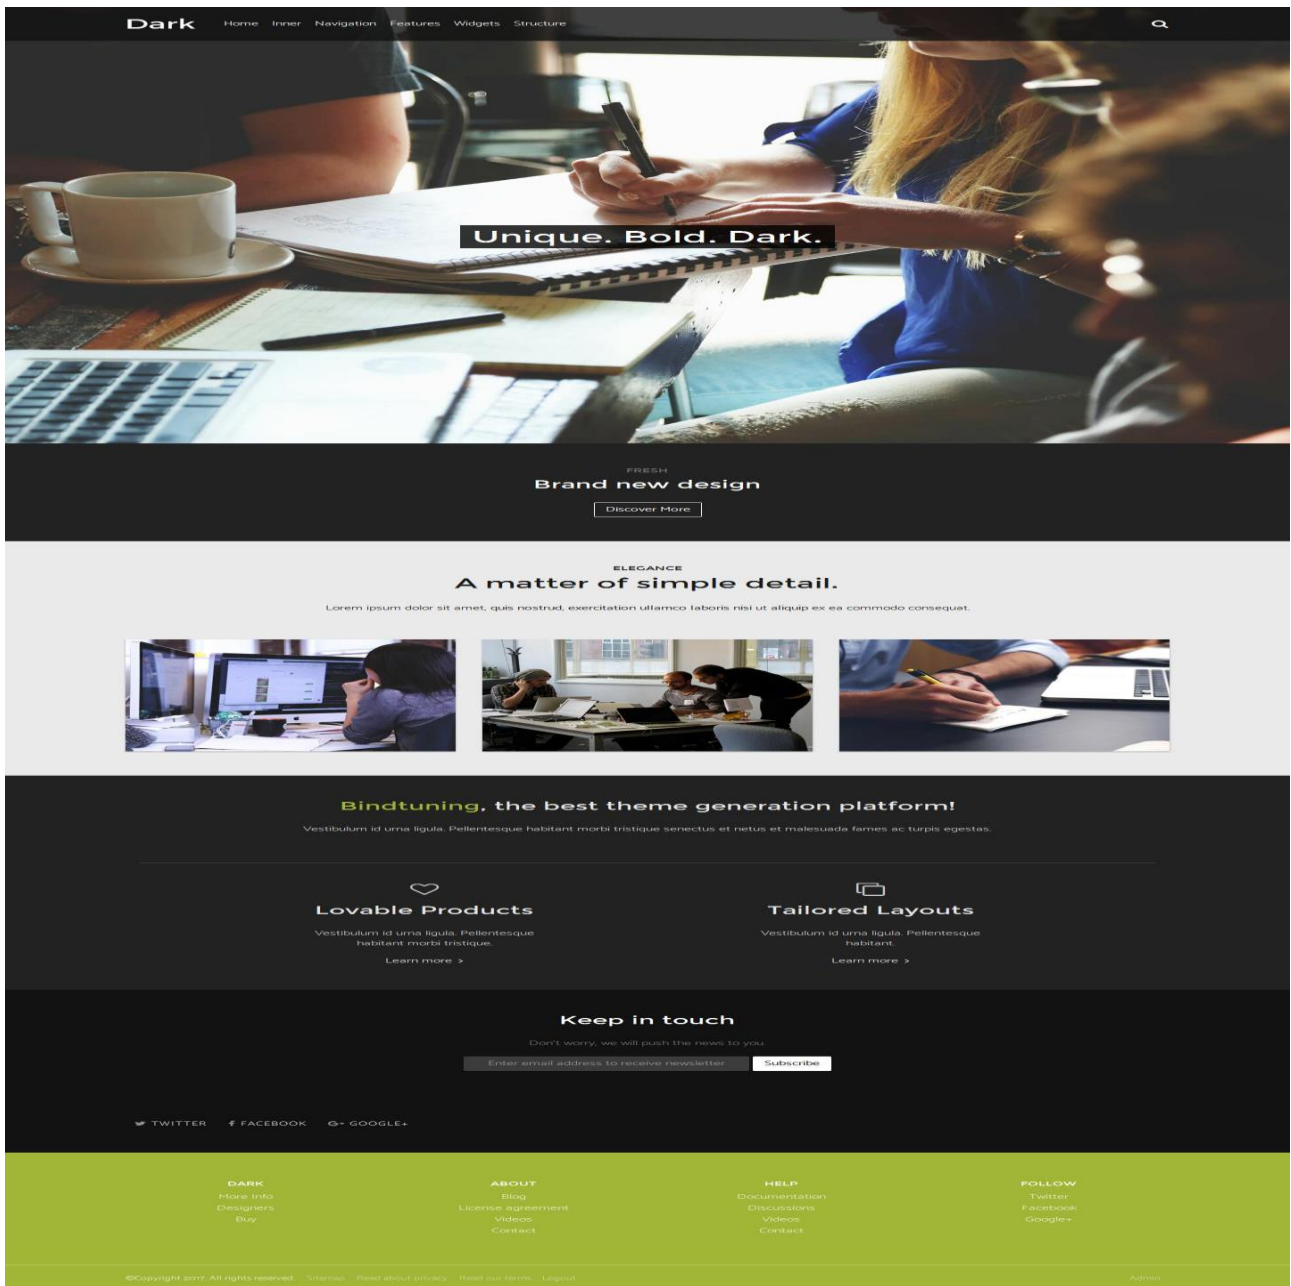 Dark Home Inner Navigation Features Widgets Structure
Unique. Bold. Dark.
FRESH
Brand new design
Discover More
ELEGANCE
A matter of simple detail.
Lorem ipsum dolor sit amet, quis nostrud, exercitation ullamco laboris nisi ut aliquip ex ea commodo consequat.
Bindtuning, the best theme generation platform!
Vestibulum id urna ligula. Pellentesque habitant morbi tristique senectus et netus et malesuada fames ac turpis egestas.
Lovable Products
Vestibulum id urna ligula. Pellentesque
habitant morbi tristique.
Learn more >
Tailored Layouts
Vestibulum id urna ligula. Pellentesque
habitant.
Learn more >
Keep in touch
Don't worry, we will push the news to you.
Enter email address to receive newsletter Subscribe
TWITTER FACEBOOK G+ GOOGLE+
DARK
More Info
Designers
Buy
ABOUT
Blog
License agreement
Videos
Contact
HELP
Documentation
Discussions
Videos
Contact
FOLLOW
Twitter
Facebook
Google+
©Copyright 2017. All rights reserved. Sitemap Read about privacy Read our terms Logout Admin